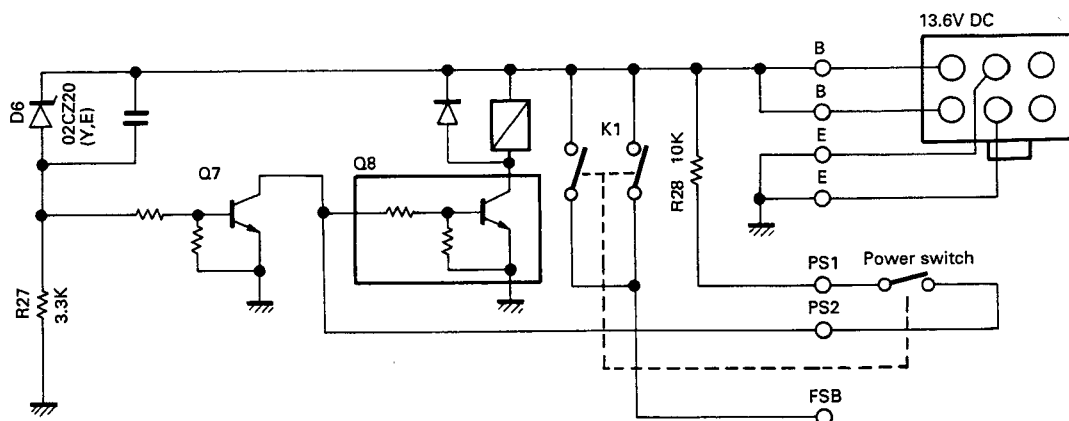 13.6V DC
B
B
E
E
D6
02CZ20
(Y,E)
Q7
Q8
K1
R28 10K
R27
3.3K
PS1
Power switch
PS2
FSB